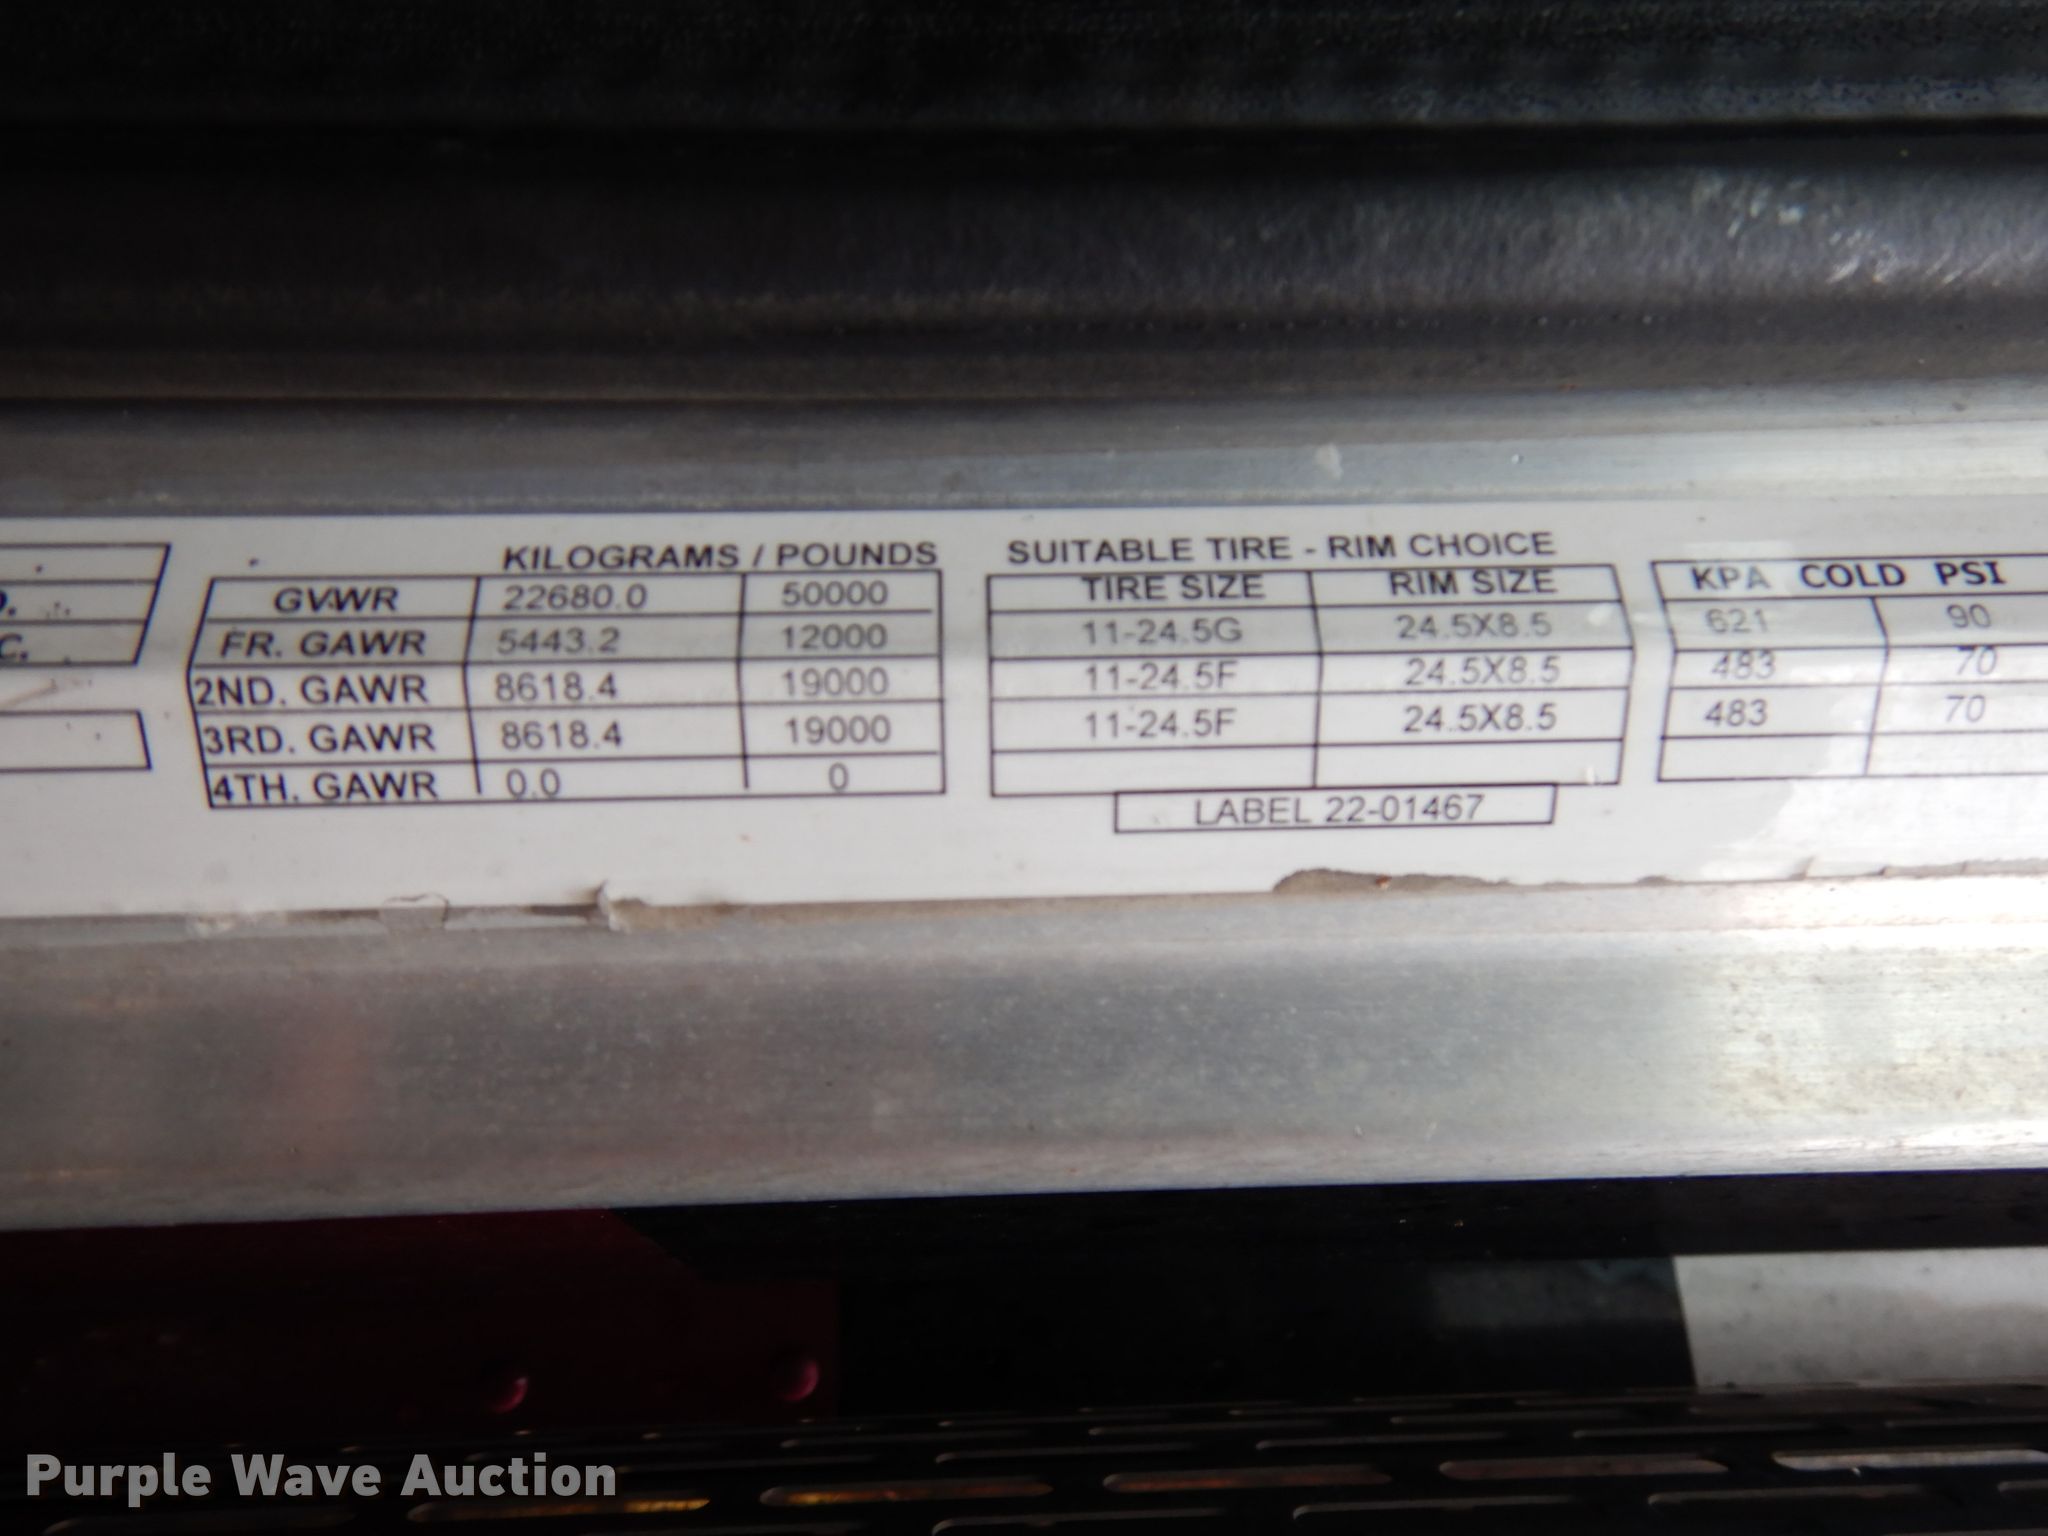 KILOGRAMS / POUNDS
GVWR 22680.0 50000
FR. GAWR 5443.2 12000
2ND. GAWR 8618.4 19000
3RD. GAWR 8618.4 19000
4TH. GAWR 0.0 0
SUITABLE TIRE - RIM CHOICE
TIRE SIZE RIM SIZE
11-24.5G 24.5X8.5
11-24.5F 24.5X8.5
11-24.5F 24.5X8.5
LABEL 22-01467
KPA COLD PSI
621 90
483 70
483 70
Purple Wave Auction